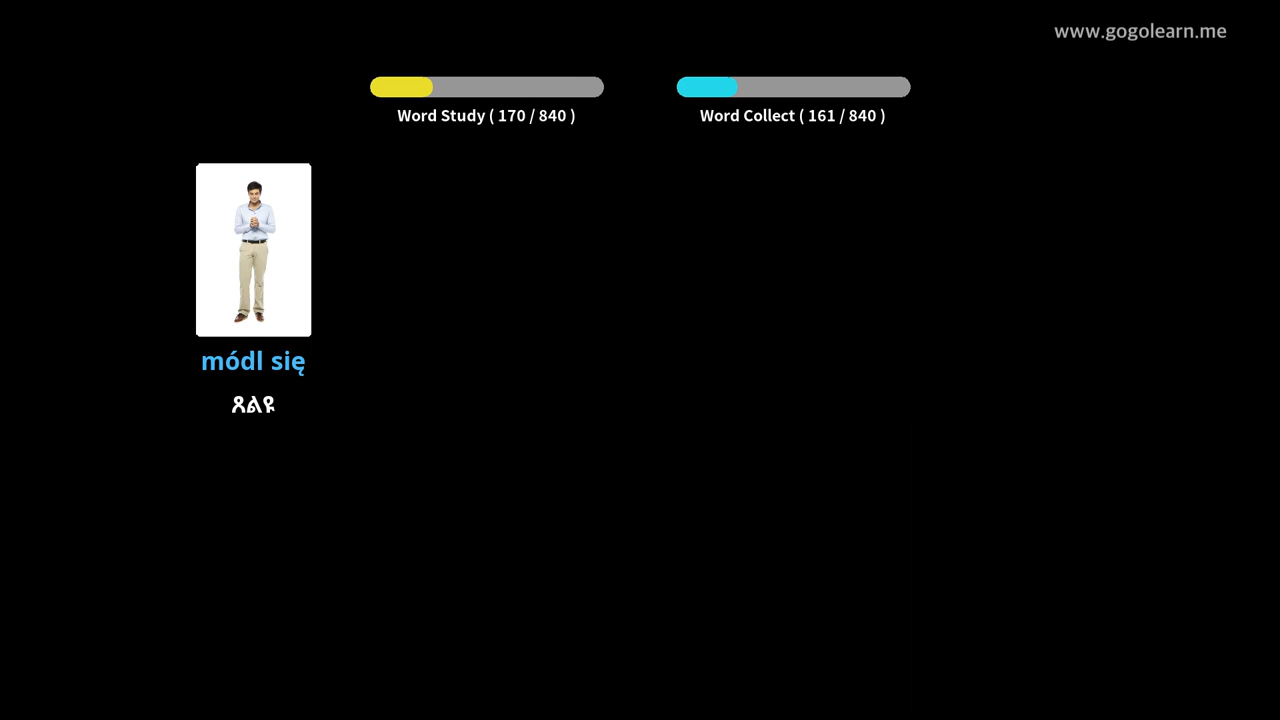 www.gogolearn.me
Word Study ( 170 / 840 )
Word Collect ( 161 / 840 )
módl się
ጸልዩ